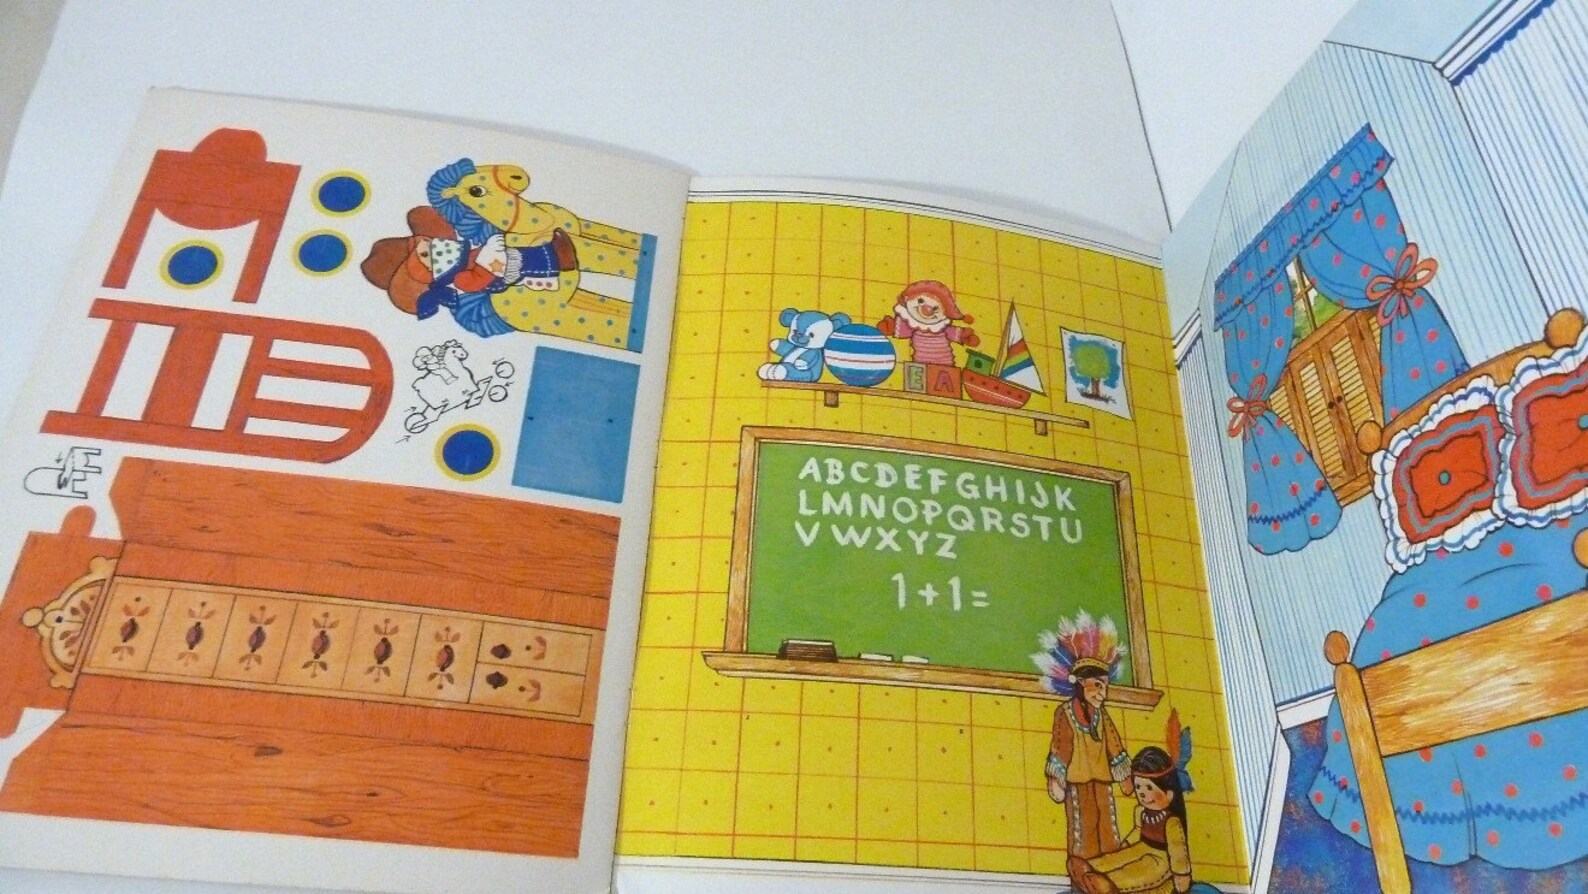 E A
ABCDEFGHIJK
LMNOPQRSTU
VWXYZ
1+1=